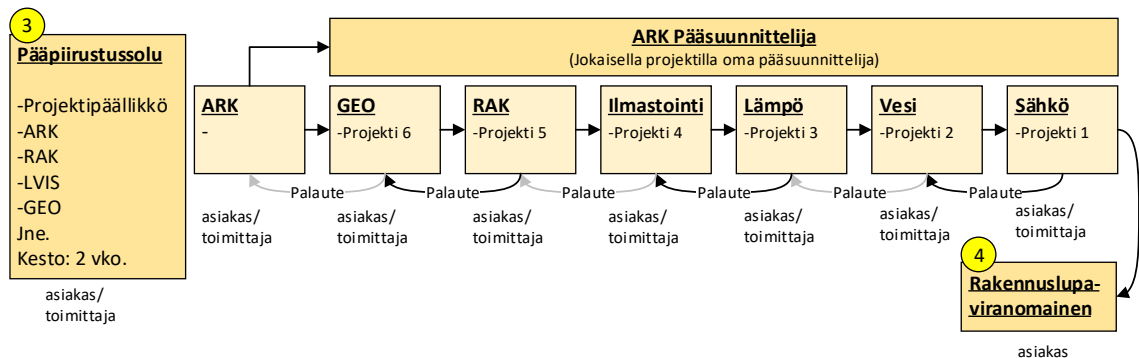 3
Pääpiirustussolu
-Projektipäällikkö
-ARK
-RAK
-LVIS
-GEO
Jne.
Kesto: 2 vko.
asiakas/
toimittaja
ARK Pääsuunnittelija
(Jokaisella projektilla oma pääsuunnittelija)
ARK
-
GEO
-Projekti 6
RAK
-Projekti 5
Ilmastointi
-Projekti 4
Lämpö
-Projekti 3
Vesi
-Projekti 2
Sähkö
-Projekti 1
Palaute
Palaute
Palaute
Palaute
Palaute
Palaute
asiakas/
toimittaja
asiakas/
toimittaja
asiakas/
toimittaja
asiakas/
toimittaja
asiakas/
toimittaja
asiakas/
toimittaja
asiakas/
toimittaja
4
Rakennuslupa-
viranomainen
asiakas